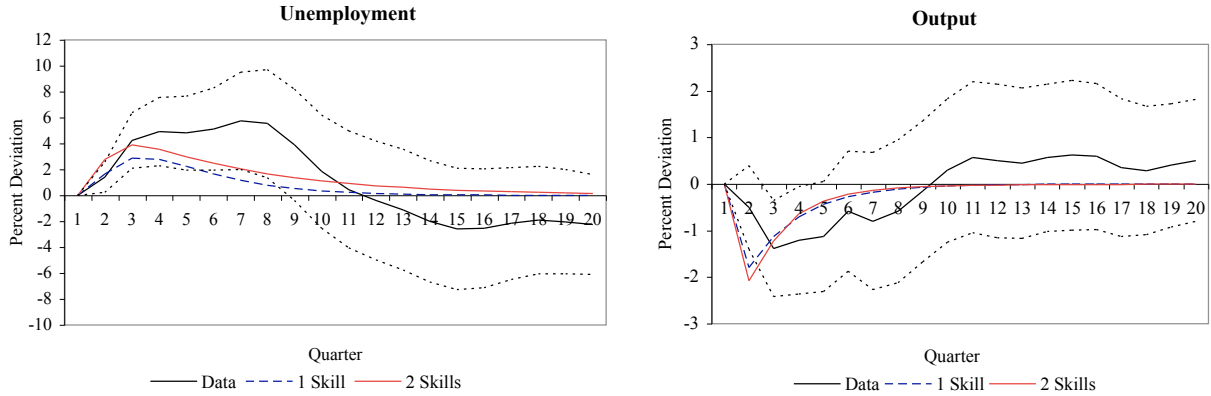 Unemployment
12
10
8
6
4
2
0
-2
-4
-6
-8
-10
1 2 3 4 5 6 7 8 9 10 11 12 13 14 15 16 17 18 19 20
Percent Deviation
Quarter
Data 1 Skill 2 Skills
Output
3
2
1
0
-1
-2
-3
1 2 3 4 5 6 7 8 9 10 11 12 13 14 15 16 17 18 19 20
Percent Deviation
Quarter
Data 1 Skill 2 Skills